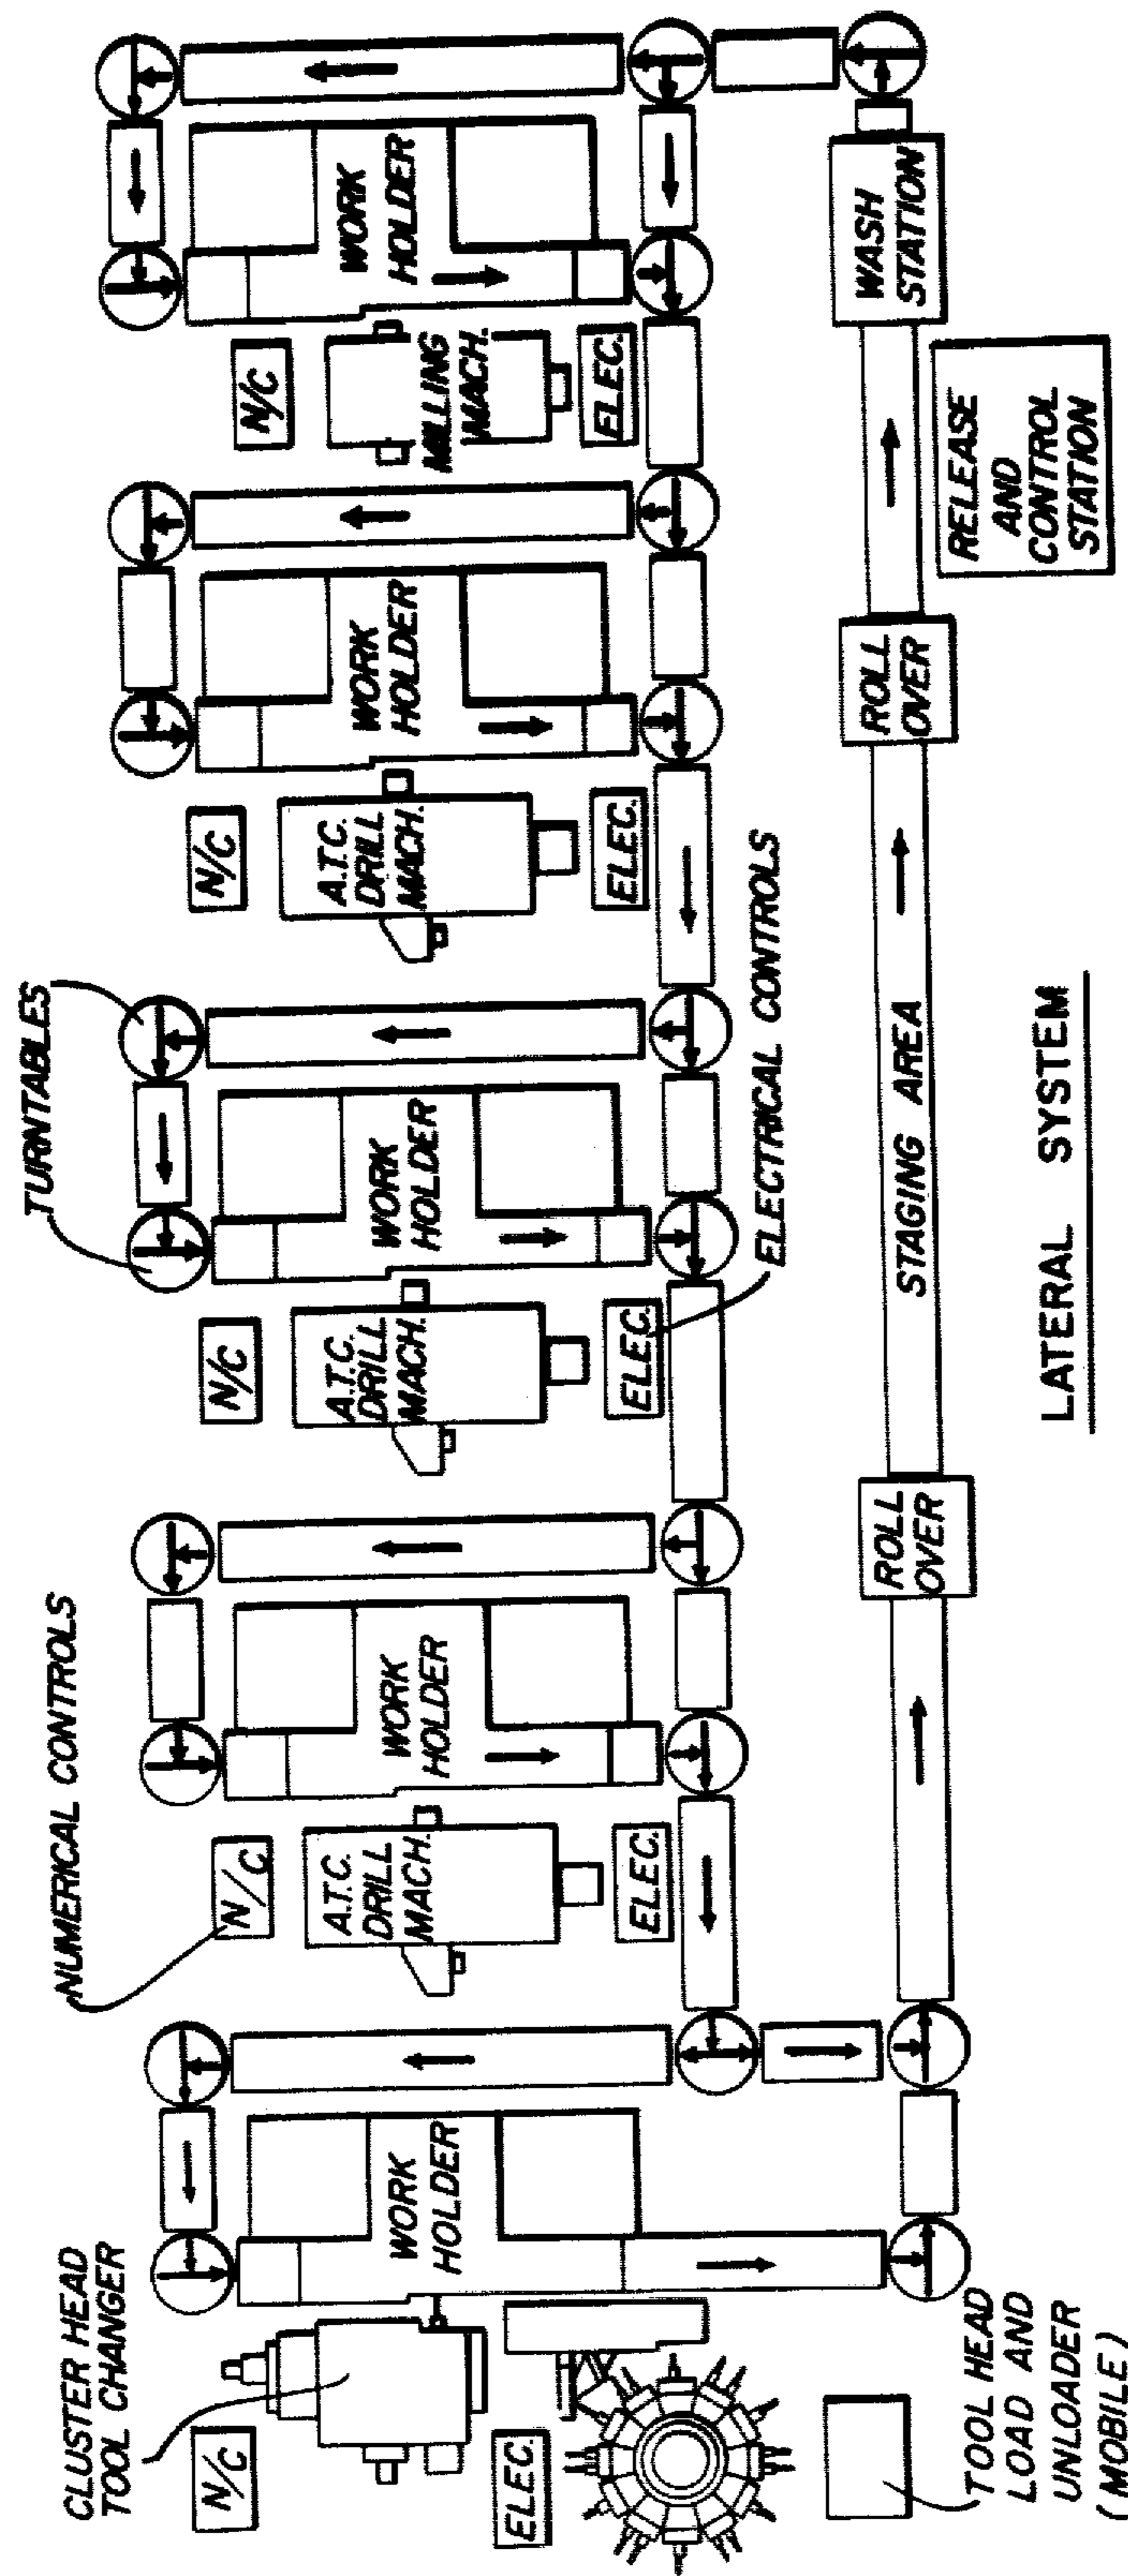 TURNTABLES
NUMERICAL CONTROLS
CLUSTER HEAD
TOOL CHANGER
N/C
N/C
N/C
N/C
N/C
WORK
HOLDER
WORK
HOLDER
WORK
HOLDER
WORK
HOLDER
WORK
HOLDER
A.T.C.
DRILL
MACH.
A.T.C.
DRILL
MACH.
A.T.C.
DRILL
MACH.
MILLING
MACH.
ELEC.
ELEC.
ELEC.
ELEC.
ELEC.
ELECTRICAL CONTROLS
TOOL HEAD
LOAD AND
UNLOADER
(MOBILE)
ROLL
OVER
STAGING AREA
ROLL
OVER
WASH
STATION
RELEASE
AND
CONTROL
STATION
LATERAL SYSTEM